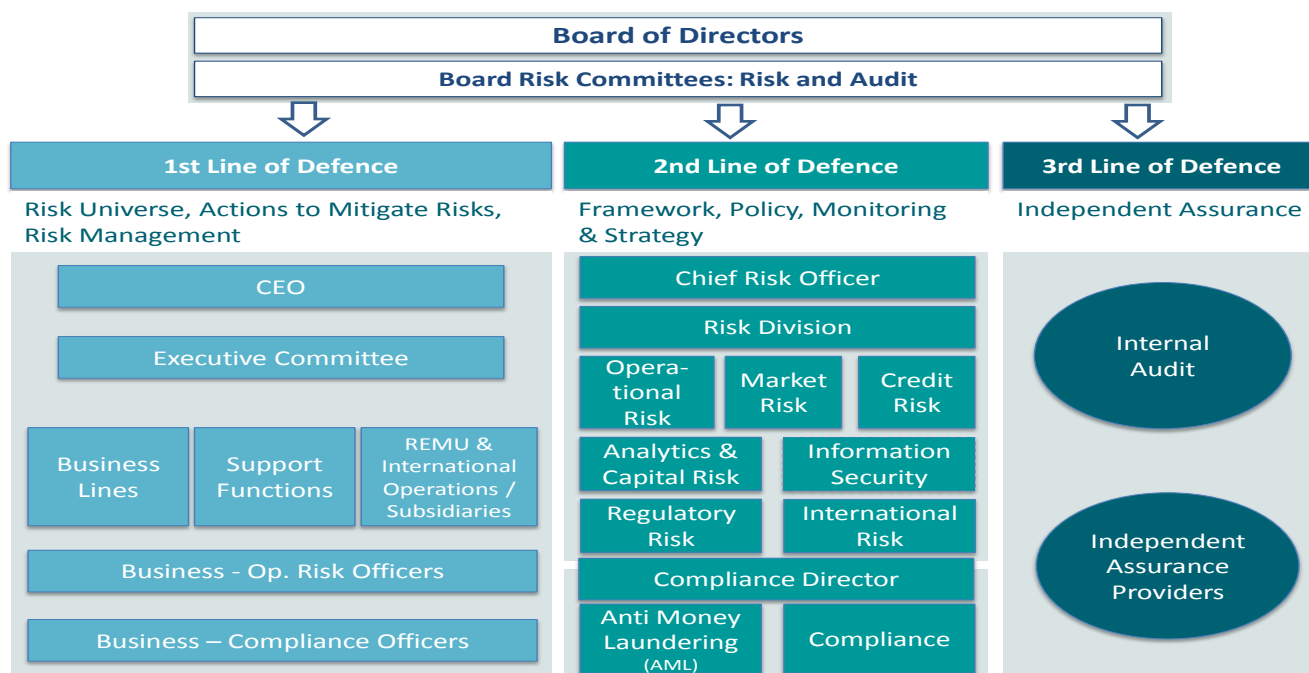 Board of Directors
Board Risk Committees: Risk and Audit
1st Line of Defence
Risk Universe, Actions to Mitigate Risks,
Risk Management
CEO
Executive Committee
Business
Lines
Support
Functions
REMU &
International
Operations /
Subsidiaries
Business - Op. Risk Officers
Business – Compliance Officers
2nd Line of Defence
Framework, Policy, Monitoring
& Strategy
Chief Risk Officer
Risk Division
Opera-
tional
Risk
Market
Risk
Credit
Risk
Analytics &
Capital Risk
Information
Security
Regulatory
Risk
International
Risk
Compliance Director
Anti Money
Laundering
(AML)
Compliance
3rd Line of Defence
Independent Assurance
Internal
Audit
Independent
Assurance
Providers